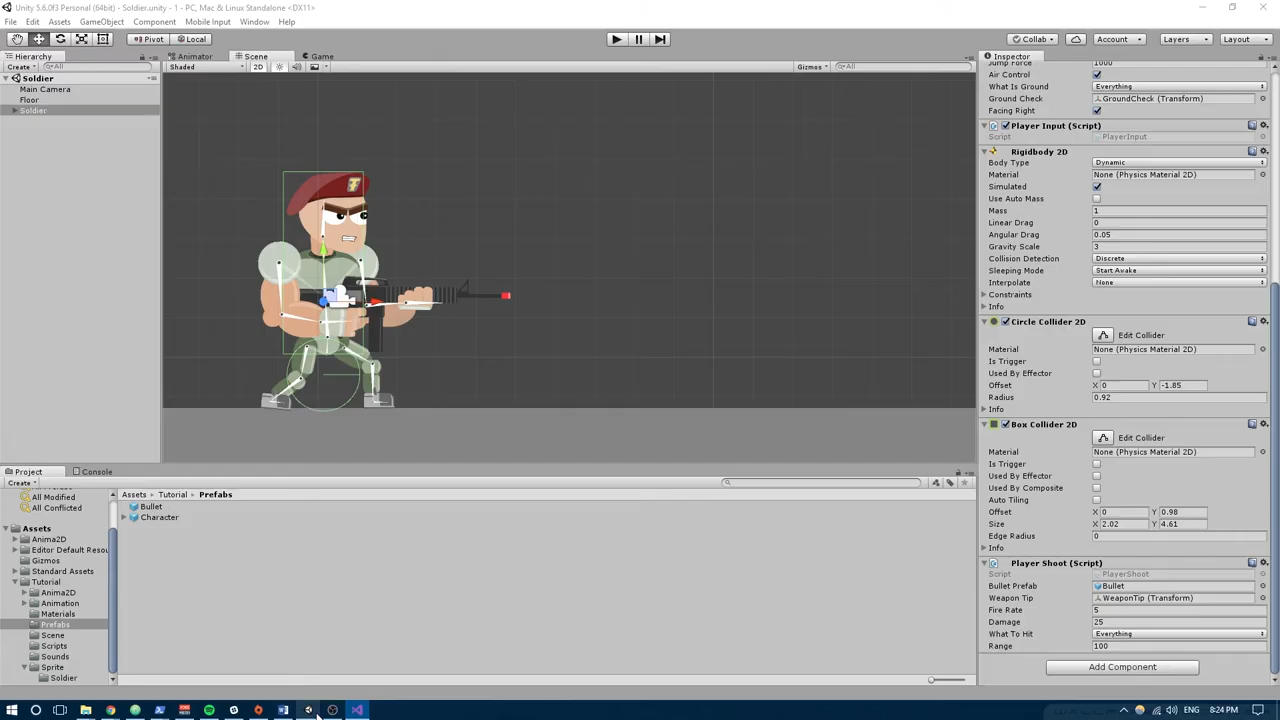 Unity 5.6.0f3 Personal (64bit) - Soldier.unity - 1 - PC, Mac & Linux Standalone <DX11>
File Edit Assets GameObject Component Mobile Input Window Help
Pivot Local Collab Account Layers Layout
Hierarchy Animator Scene Game Inspector
Create All Shaded 2D Gizmos All
Soldier
Main Camera
Floor
Soldier
Jump Force 1000
Air Control
What Is Ground Everything
Ground Check GroundCheck (Transform)
Facing Right
Player Input (Script)
Script PlayerInput
Rigidbody 2D
Body Type Dynamic
Material None (Physics Material 2D)
Simulated
Use Auto Mass
Mass 1
Linear Drag 0
Angular Drag 0.05
Gravity Scale 3
Collision Detection Discrete
Sleeping Mode Start Awake
Interpolate None
Constraints
Info
Circle Collider 2D
Edit Collider
Material None (Physics Material 2D)
Is Trigger
Used By Effector
Offset X 0 Y -1.85
Radius 0.92
Info
Box Collider 2D
Edit Collider
Material None (Physics Material 2D)
Is Trigger
Used By Effector
Used By Composite
Auto Tiling
Offset X 0 Y 0.98
Size X 2.02 Y 4.61
Edge Radius 0
Info
Player Shoot (Script)
Script PlayerShoot
Bullet Prefab Bullet
Weapon Tip WeaponTip (Transform)
Fire Rate 5
Damage 25
What To Hit Everything
Range 100
Add Component
Project Console
Create
All Modified
All Conflicted
Assets
Anima2D
Editor Default Resou
Gizmos
Standard Assets
Tutorial
Anima2D
Animation
Materials
Prefabs
Scene
Scripts
Sounds
Sprite
Soldier
Assets Tutorial Prefabs
Bullet
Character
ENG 8:24 PM